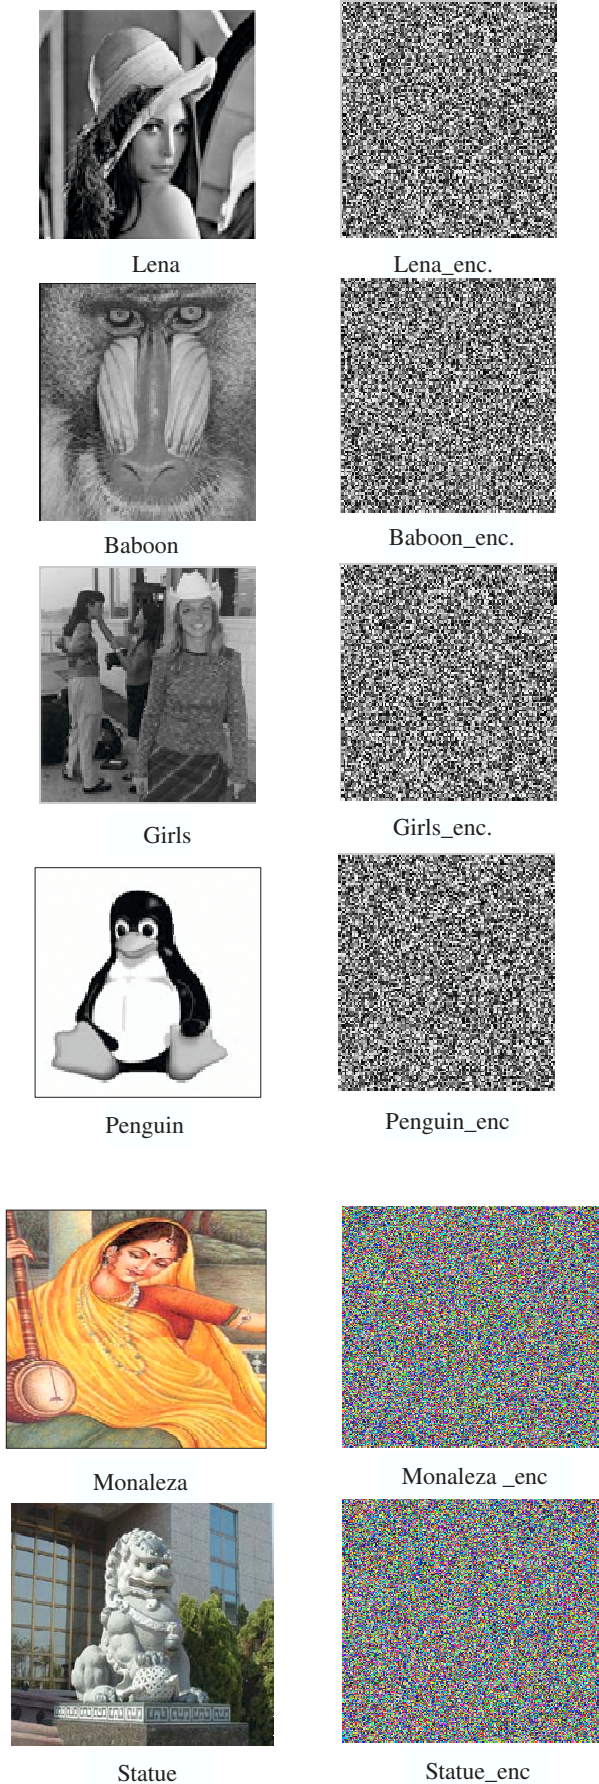 Lena
Lena_enc.
Baboon
Baboon_enc.
Girls
Girls_enc.
Penguin
Penguin_enc
Monaleza
Monaleza _enc
Statue
Statue_enc